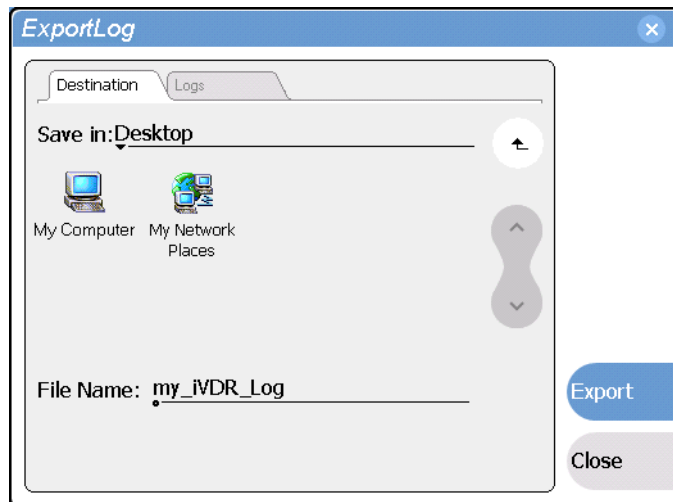 ExportLog
Destination
Logs
Save in:Desktop
My Computer
My Network
Places
File Name: my_iVDR_Log
Export
Close